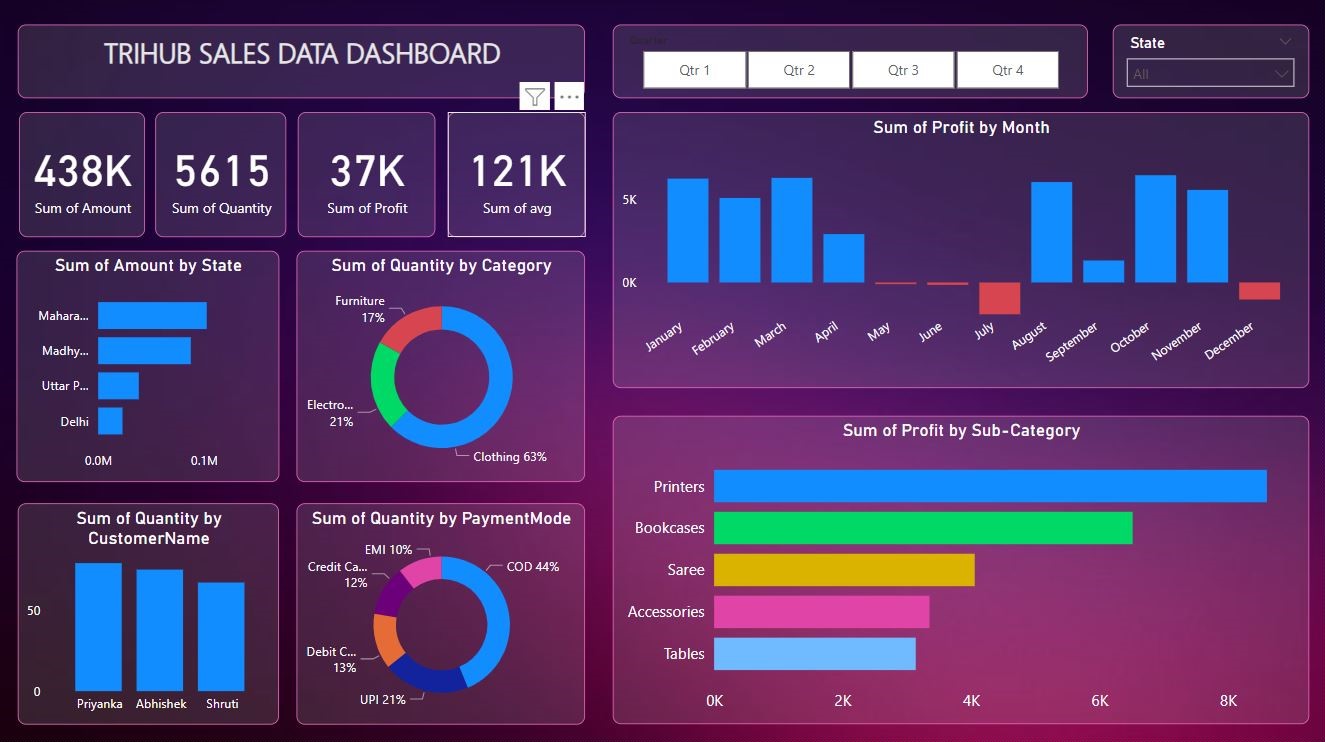 TRIHUB SALES DATA DASHBOARD
Quarter
Qtr 1
Qtr 2
Qtr 3
Qtr 4
State
All
438K
Sum of Amount
5615
Sum of Quantity
37K
Sum of Profit
121K
Sum of avg
Sum of Profit by Month
5K
0K
January
February
March
April
May
June
July
August
September
October
November
December
Sum of Amount by State
Mahara...
Madhy...
Uttar P...
Delhi
0.0M
0.1M
Sum of Quantity by Category
Furniture
17%
Electro...
21%
Clothing 63%
Sum of Profit by Sub-Category
Printers
Bookcases
Saree
Accessories
Tables
0K
2K
4K
6K
8K
Sum of Quantity by
CustomerName
50
0
Priyanka
Abhishek
Shruti
Sum of Quantity by PaymentMode
EMI 10%
Credit Ca...
12%
COD 44%
Debit C...
13%
UPI 21%